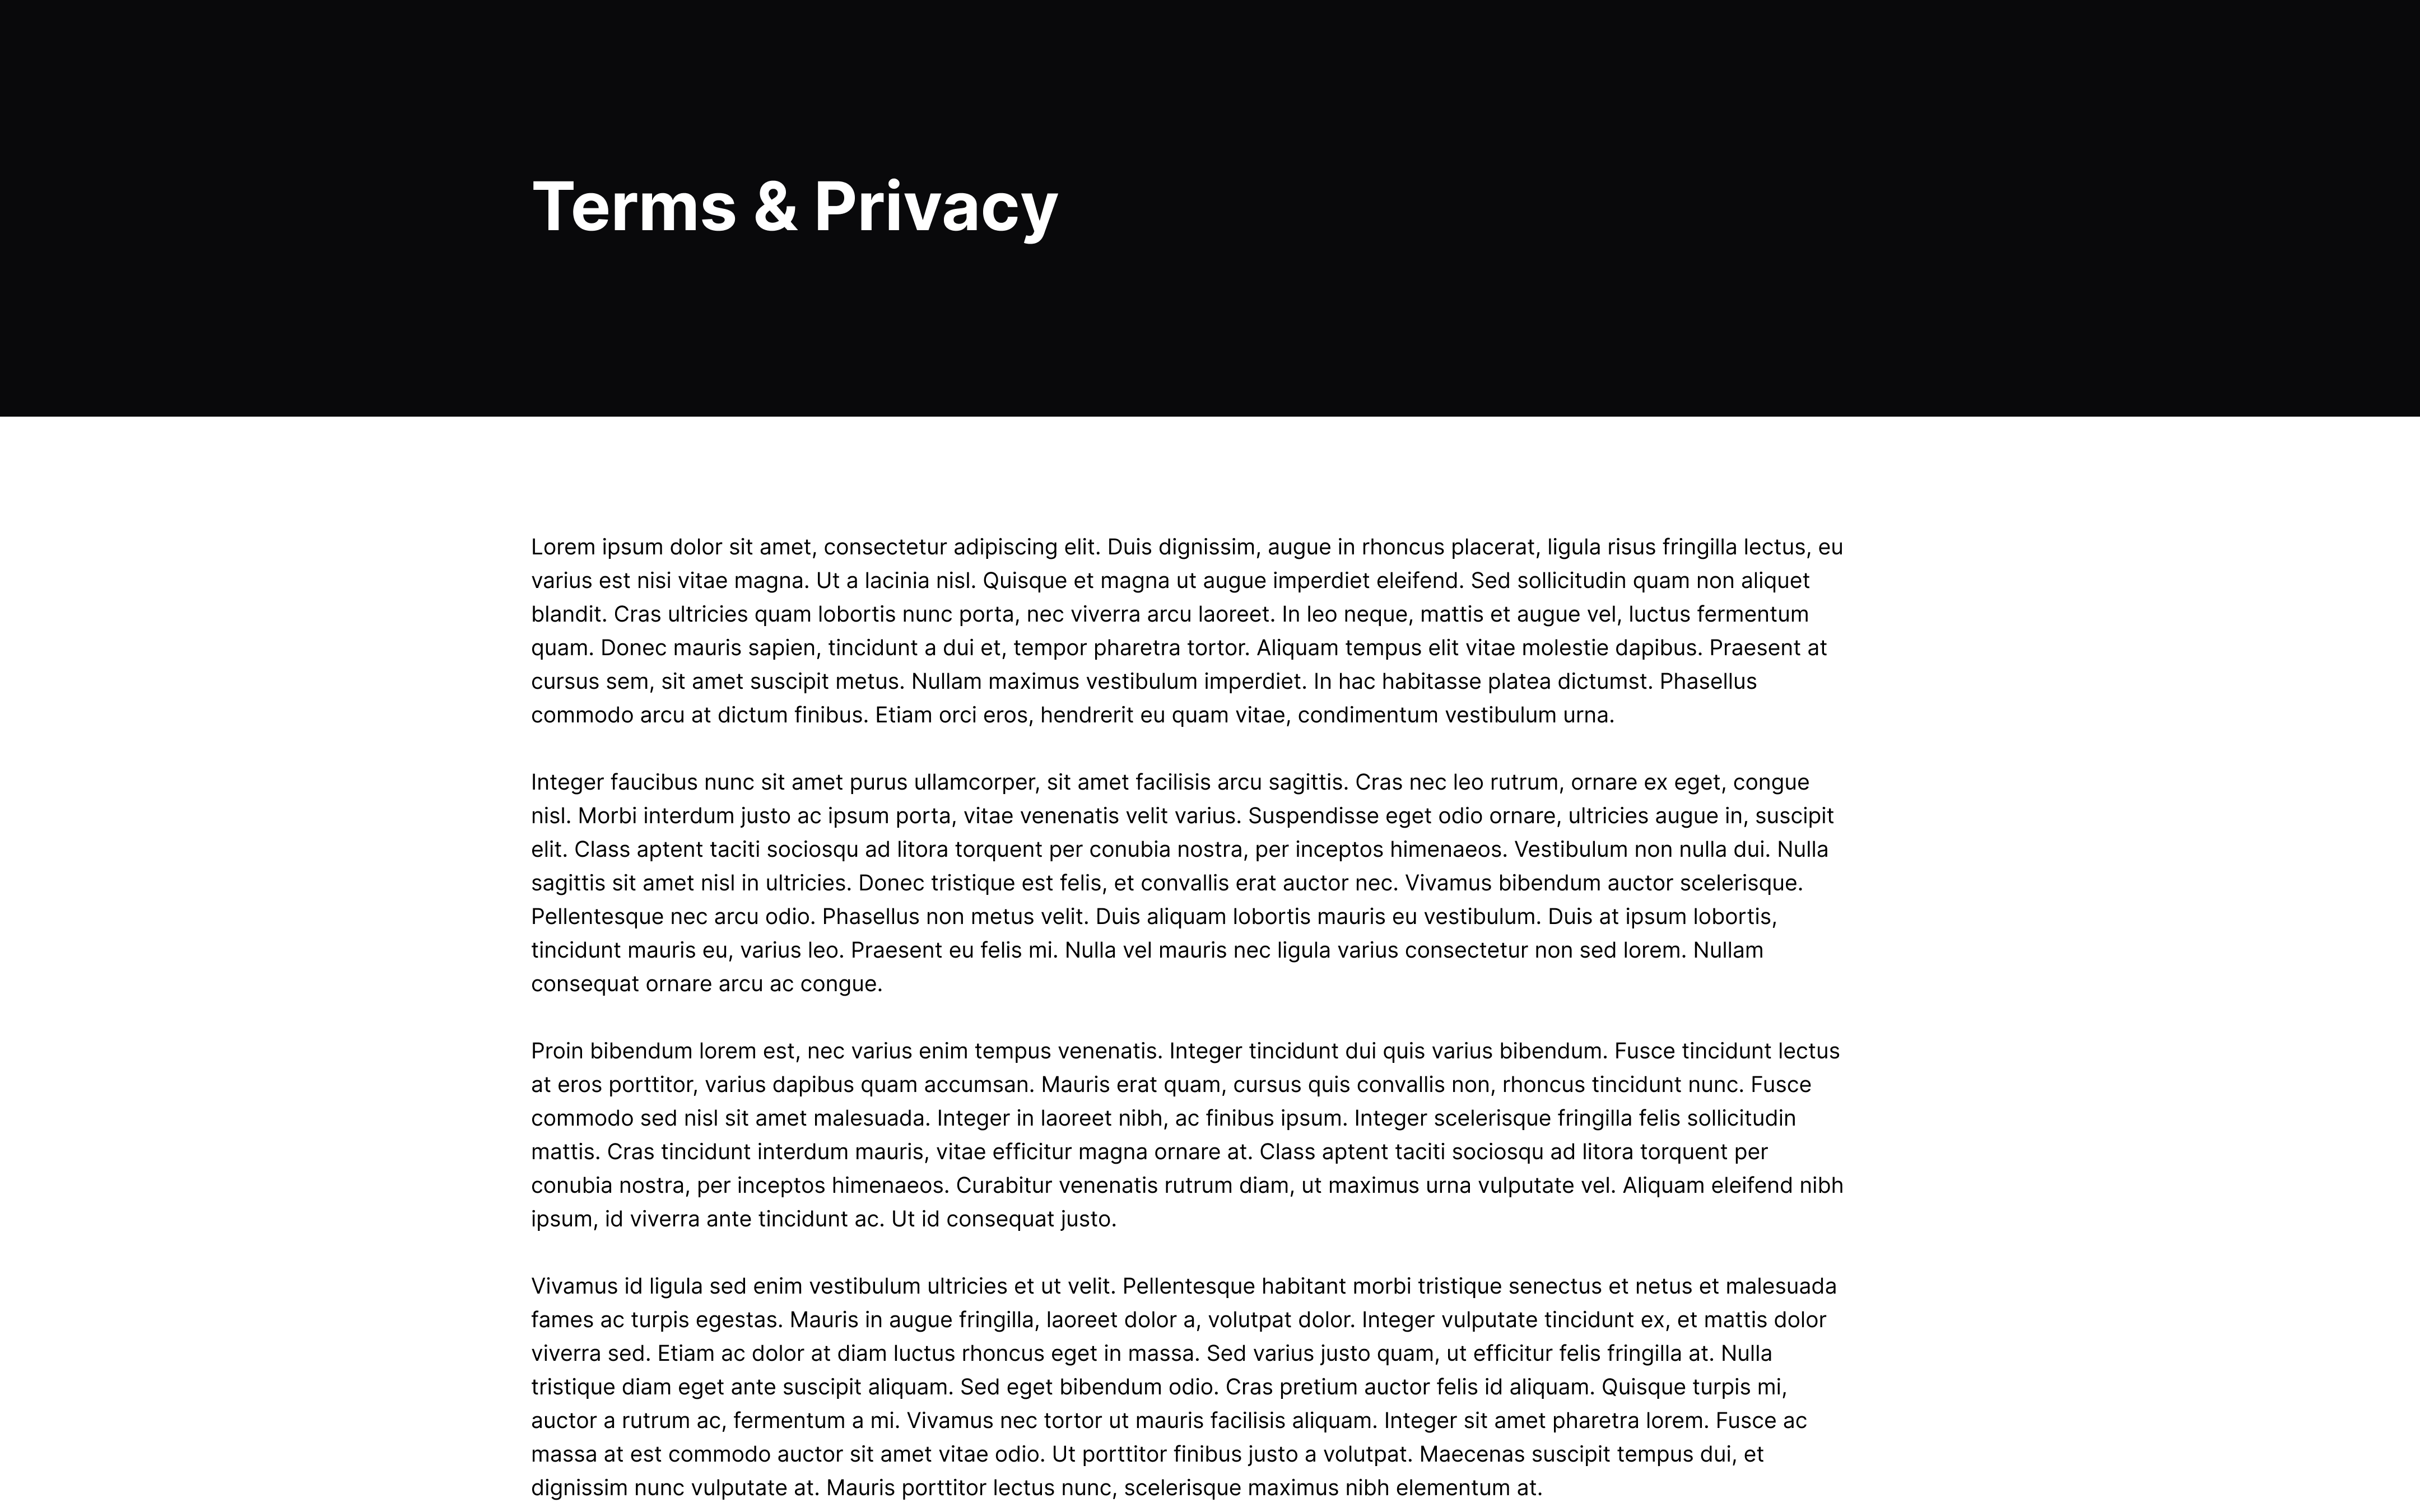 Terms & Privacy
Lorem ipsum dolor sit amet, consectetur adipiscing elit. Duis dignissim, augue in rhoncus placerat, ligula risus fringilla lectus, eu
varius est nisi vitae magna. Ut a lacinia nisl. Quisque et magna ut augue imperdiet eleifend. Sed sollicitudin quam non aliquet
blandit. Cras ultricies quam lobortis nunc porta, nec viverra arcu laoreet. In leo neque, mattis et augue vel, luctus fermentum
quam. Donec mauris sapien, tincidunt a dui et, tempor pharetra tortor. Aliquam tempus elit vitae molestie dapibus. Praesent at
cursus sem, sit amet suscipit metus. Nullam maximus vestibulum imperdiet. In hac habitasse platea dictumst. Phasellus
commodo arcu at dictum finibus. Etiam orci eros, hendrerit eu quam vitae, condimentum vestibulum urna.
Integer faucibus nunc sit amet purus ullamcorper, sit amet facilisis arcu sagittis. Cras nec leo rutrum, ornare ex eget, congue
nisl. Morbi interdum justo ac ipsum porta, vitae venenatis velit varius. Suspendisse eget odio ornare, ultricies augue in, suscipit
elit. Class aptent taciti sociosqu ad litora torquent per conubia nostra, per inceptos himenaeos. Vestibulum non nulla dui. Nulla
sagittis sit amet nisl in ultricies. Donec tristique est felis, et convallis erat auctor nec. Vivamus bibendum auctor scelerisque.
Pellentesque nec arcu odio. Phasellus non metus velit. Duis aliquam lobortis mauris eu vestibulum. Duis at ipsum lobortis,
tincidunt mauris eu, varius leo. Praesent eu felis mi. Nulla vel mauris nec ligula varius consectetur non sed lorem. Nullam
consequat ornare arcu ac congue.
Proin bibendum lorem est, nec varius enim tempus venenatis. Integer tincidunt dui quis varius bibendum. Fusce tincidunt lectus
at eros porttitor, varius dapibus quam accumsan. Mauris erat quam, cursus quis convallis non, rhoncus tincidunt nunc. Fusce
commodo sed nisl sit amet malesuada. Integer in laoreet nibh, ac finibus ipsum. Integer scelerisque fringilla felis sollicitudin
mattis. Cras tincidunt interdum mauris, vitae efficitur magna ornare at. Class aptent taciti sociosqu ad litora torquent per
conubia nostra, per inceptos himenaeos. Curabitur venenatis rutrum diam, ut maximus urna vulputate vel. Aliquam eleifend nibh
ipsum, id viverra ante tincidunt ac. Ut id consequat justo.
Vivamus id ligula sed enim vestibulum ultricies et ut velit. Pellentesque habitant morbi tristique senectus et netus et malesuada
fames ac turpis egestas. Mauris in augue fringilla, laoreet dolor a, volutpat dolor. Integer vulputate tincidunt ex, et mattis dolor
viverra sed. Etiam ac dolor at diam luctus rhoncus eget in massa. Sed varius justo quam, ut efficitur felis fringilla at. Nulla
tristique diam eget ante suscipit aliquam. Sed eget bibendum odio. Cras pretium auctor felis id aliquam. Quisque turpis mi,
auctor a rutrum ac, fermentum a mi. Vivamus nec tortor ut mauris facilisis aliquam. Integer sit amet pharetra lorem. Fusce ac
massa at est commodo auctor sit amet vitae odio. Ut porttitor finibus justo a volutpat. Maecenas suscipit tempus dui, et
dignissim nunc vulputate at. Mauris porttitor lectus nunc, scelerisque maximus nibh elementum at.